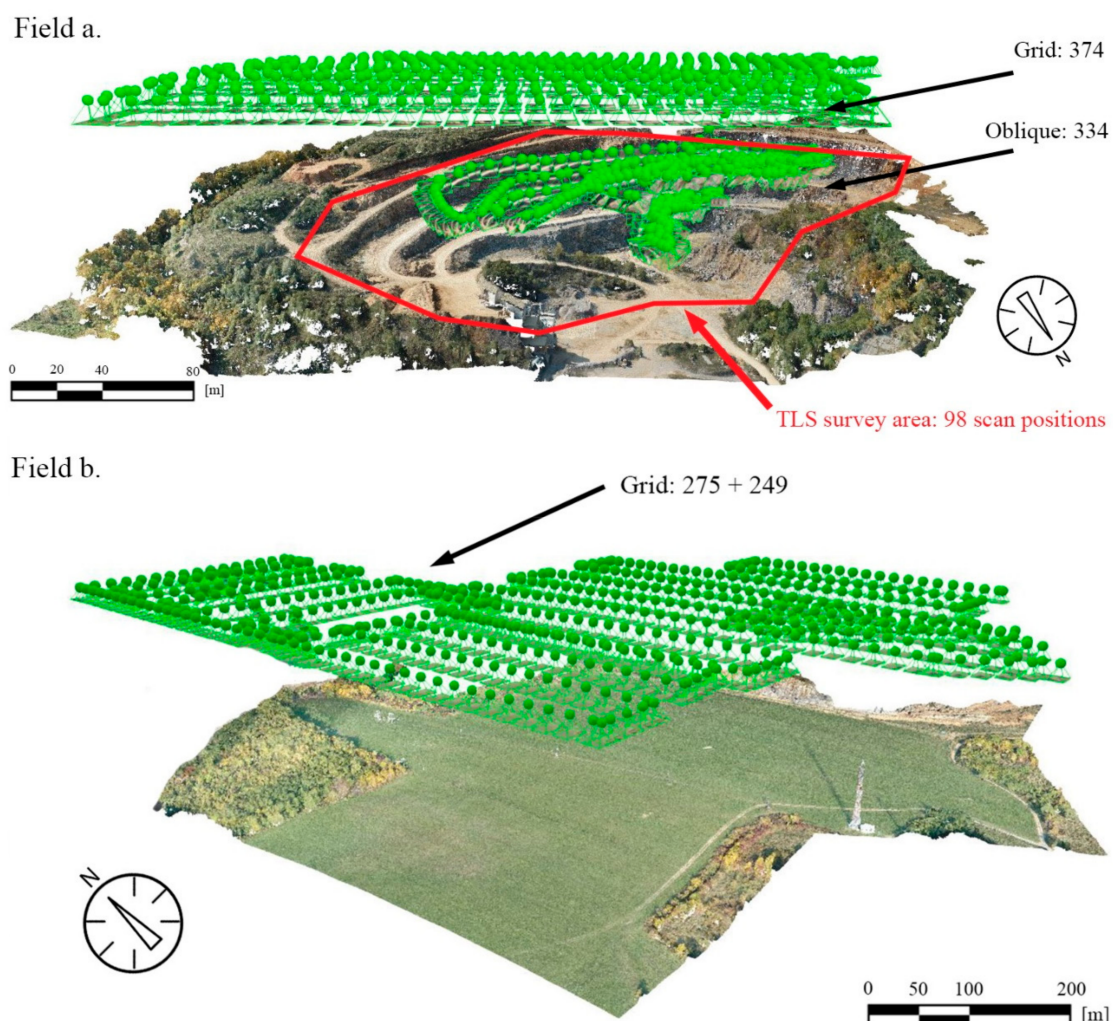 Field a.
Grid: 374
Oblique: 334
N
0 20 40 80
[m]
TLS survey area: 98 scan positions
Field b.
Grid: 275 + 249
N
0 50 100 200
[m]